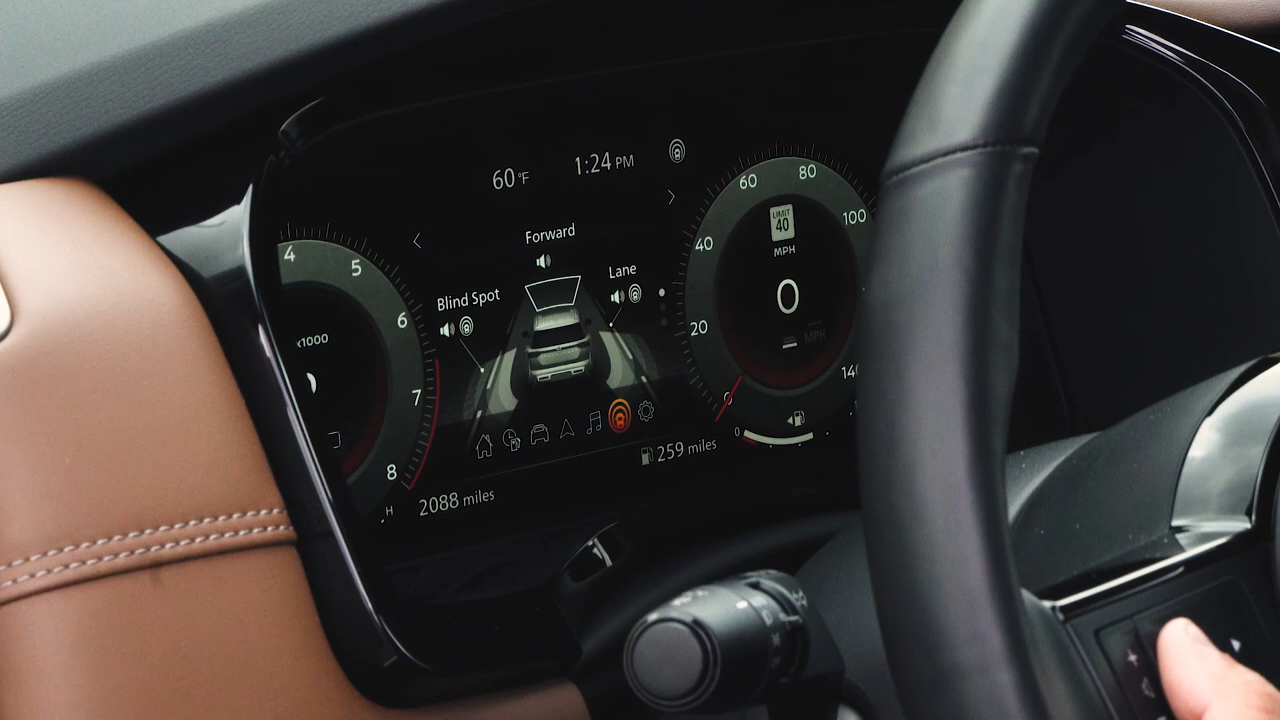 60°F 1:24 PM
Forward
Lane
Blind Spot
4
5
6
7
8
x1000
H
20
40
60
80
100
140
0
LIMIT
40
MPH
0
MPH
0
259 miles
2088 miles